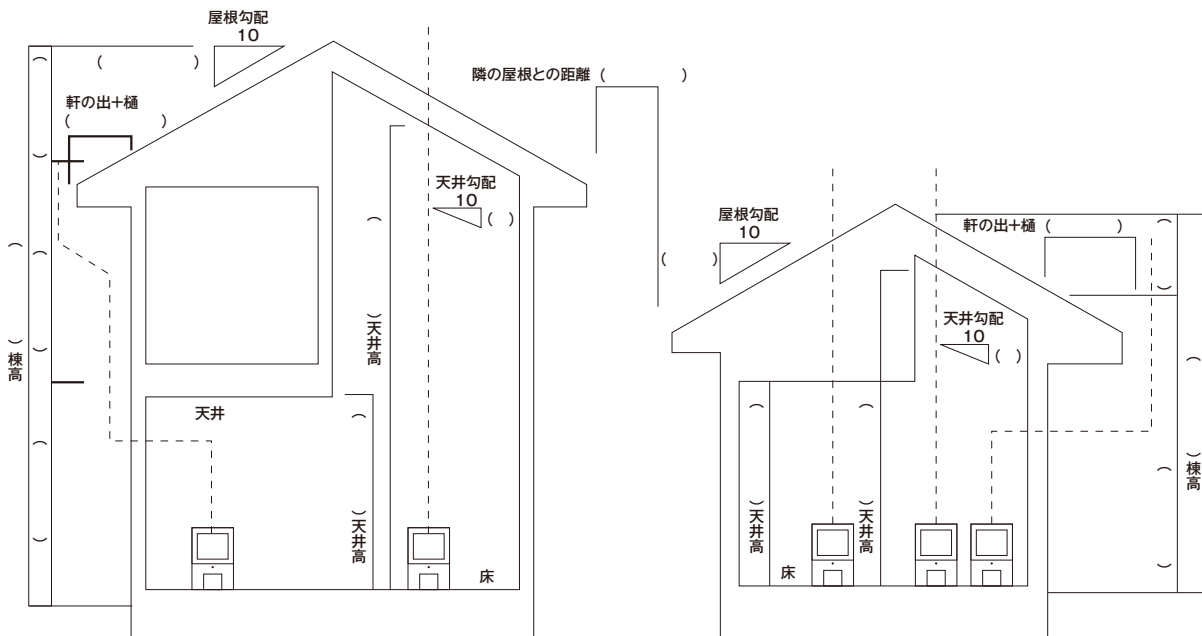 屋根勾配
10
(　　　)
軒の出+樋
(　　　)
隣の屋根との距離 (　　　)
天井勾配
10
(　)
(　　　)天井高
(　　　)天井高
(　　　)棟高
(　　　)
(　　　)
(　　　)
天井
床
屋根勾配
10
(　　　)
軒の出+樋 (　　　)
天井勾配
10
(　)
(　　　)天井高
(　　　)天井高
(　　　)
(　　　)
(　　　)棟高
床